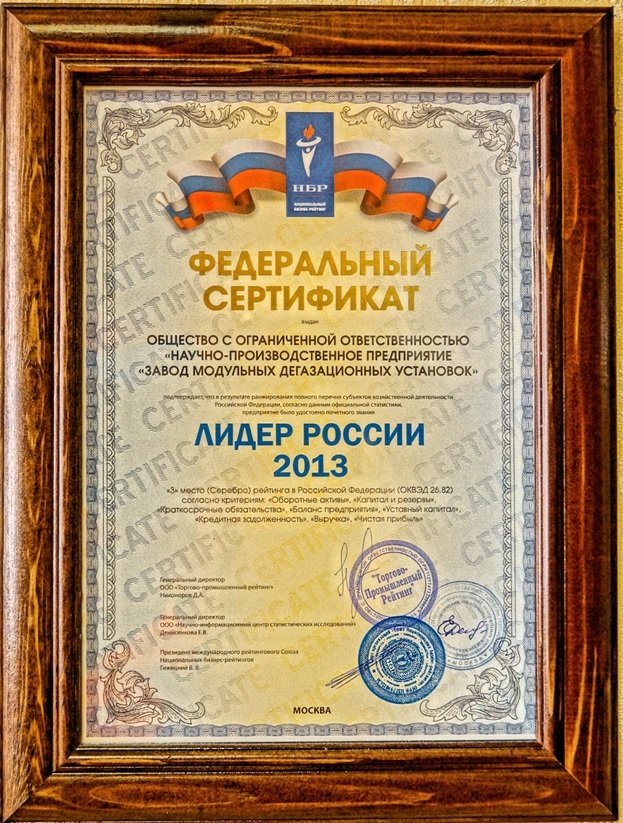 НБР
НАЦИОНАЛЬНЫЙ
БИЗНЕС-РЕЙТИНГ
ФЕДЕРАЛЬНЫЙ
СЕРТИФИКАТ
выдан
ОБЩЕСТВО С ОГРАНИЧЕННОЙ ОТВЕТСТВЕННОСТЬЮ
«НАУЧНО-ПРОИЗВОДСТВЕННОЕ ПРЕДПРИЯТИЕ
«ЗАВОД МОДУЛЬНЫХ ДЕГАЗАЦИОННЫХ УСТАНОВОК»
подтверждает, что в результате ранжирования полного перечня субъектов хозяйственной деятельности
Российской Федерации, согласно данным официальной статистики,
предприятие было удостоено почетного звания
ЛИДЕР РОССИИ
2013
«3» место (Серебро) рейтинга в Российской Федерации (ОКВЭД 26.82)
согласно критериям: «Оборотные активы», «Капитал и резервы»,
«Краткосрочные обязательства», «Баланс предприятия», «Уставный капитал»,
«Кредитная задолженность», «Выручка», «Чистая прибыль»
Генеральный директор
ООО «Торгово-промышленный рейтинг»
Никоноров Д.А.
"Торгово-
Промышленный
Рейтинг"
Генеральный директор
ООО «Научно-информационный центр статистических исследований»
Денисенкова Е.В.
Президент международного рейтингового Союза
Национальных бизнес-рейтингов
Гижицкий В. В.
МОСКВА